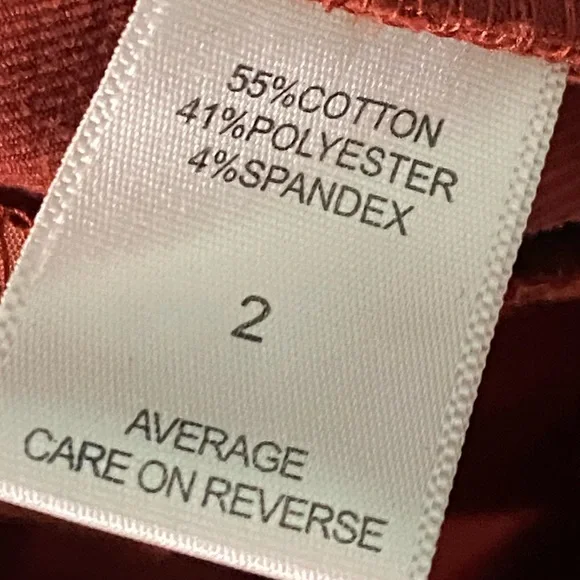 55%COTTON
41%POLYESTER
4%SPANDEX
2
AVERAGE
CARE ON REVERSE